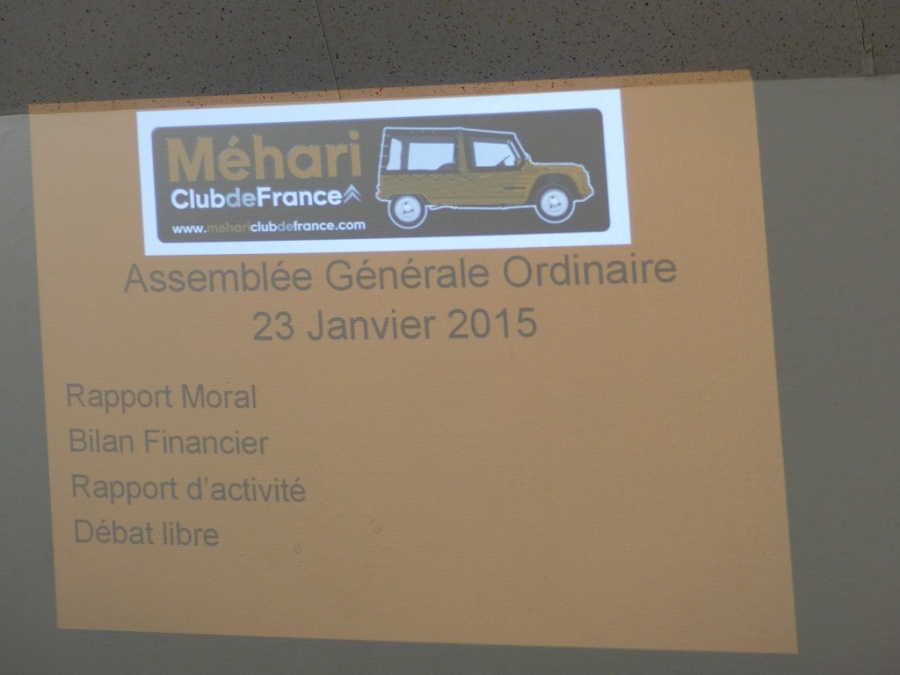 Méhari
ClubdeFrance
www.mehariclubdefrance.com
Assemblée Générale Ordinaire
23 Janvier 2015
Rapport Moral
Bilan Financier
Rapport d'activité
Débat libre